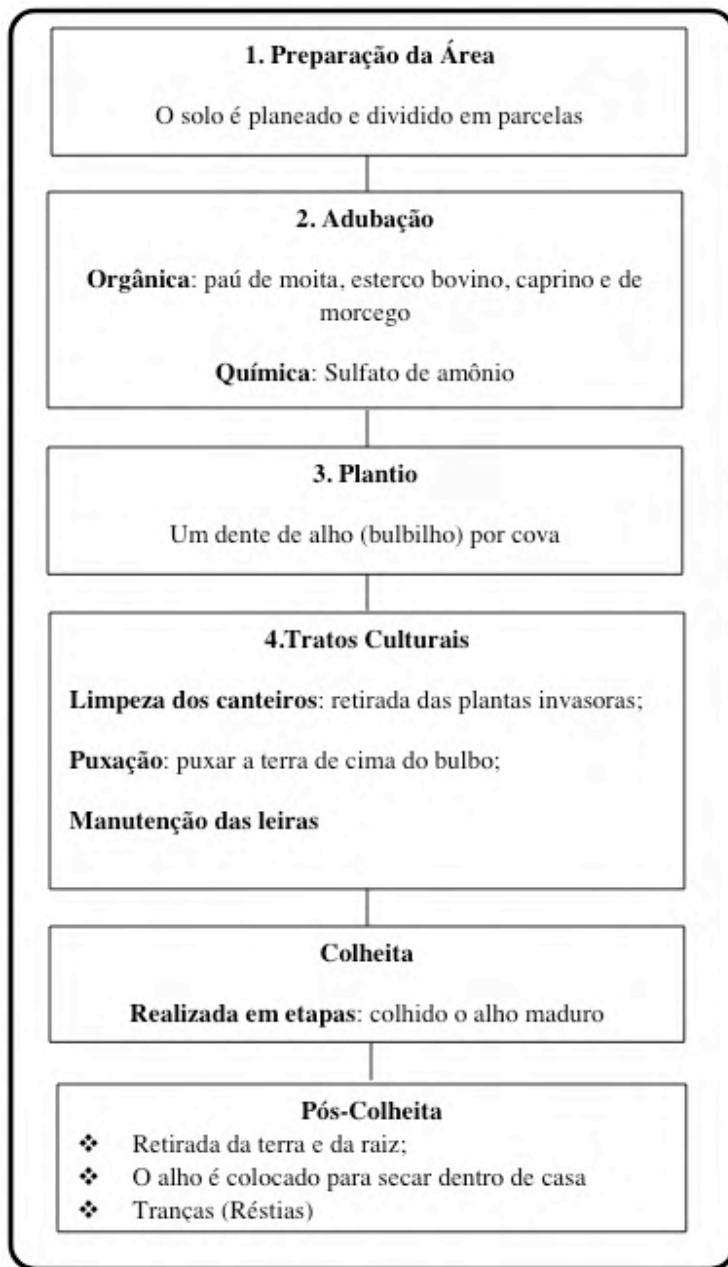 1. Preparação da Área
O solo é planeado e dividido em parcelas
2. Adubação
Orgânica: paú de moita, esterco bovino, caprino e de
morcego
Química: Sulfato de amônio
3. Plantio
Um dente de alho (bulbilho) por cova
4.Tratos Culturais
Limpeza dos canteiros: retirada das plantas invasoras;
Puxação: puxar a terra de cima do bulbo;
Manutenção das leiras
Colheita
Realizada em etapas: colhido o alho maduro
Pós-Colheita
❖ Retirada da terra e da raiz;
❖ O alho é colocado para secar dentro de casa
❖ Tranças (Réstias)